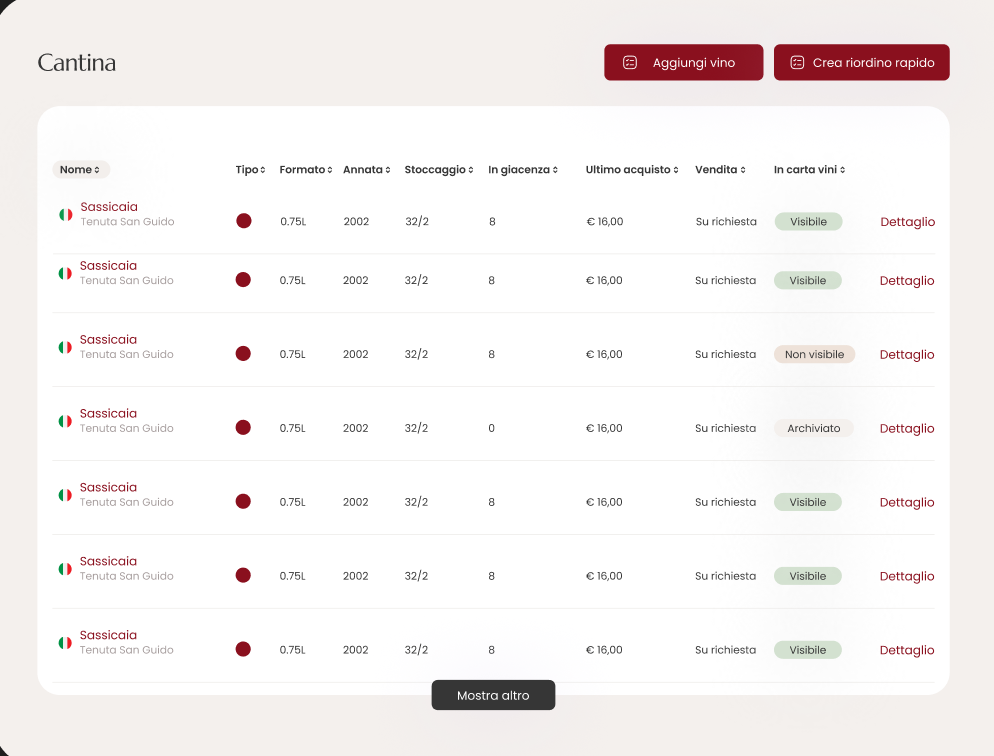 Cantina
Aggiungi vino
Crea riordino rapido
Nome Tipo Formato Annata Stoccaggio In giacenza Ultimo acquisto Vendita In carta vini
Sassicaia
Tenuta San Guido
0.75L 2002 32/2 8 € 16,00 Su richiesta Visibile Dettaglio
Sassicaia
Tenuta San Guido
0.75L 2002 32/2 8 € 16,00 Su richiesta Visibile Dettaglio
Sassicaia
Tenuta San Guido
0.75L 2002 32/2 8 € 16,00 Su richiesta Non visibile Dettaglio
Sassicaia
Tenuta San Guido
0.75L 2002 32/2 0 € 16,00 Su richiesta Archiviato Dettaglio
Sassicaia
Tenuta San Guido
0.75L 2002 32/2 8 € 16,00 Su richiesta Visibile Dettaglio
Sassicaia
Tenuta San Guido
0.75L 2002 32/2 8 € 16,00 Su richiesta Visibile Dettaglio
Sassicaia
Tenuta San Guido
0.75L 2002 32/2 8 € 16,00 Su richiesta Visibile Dettaglio
Mostra altro